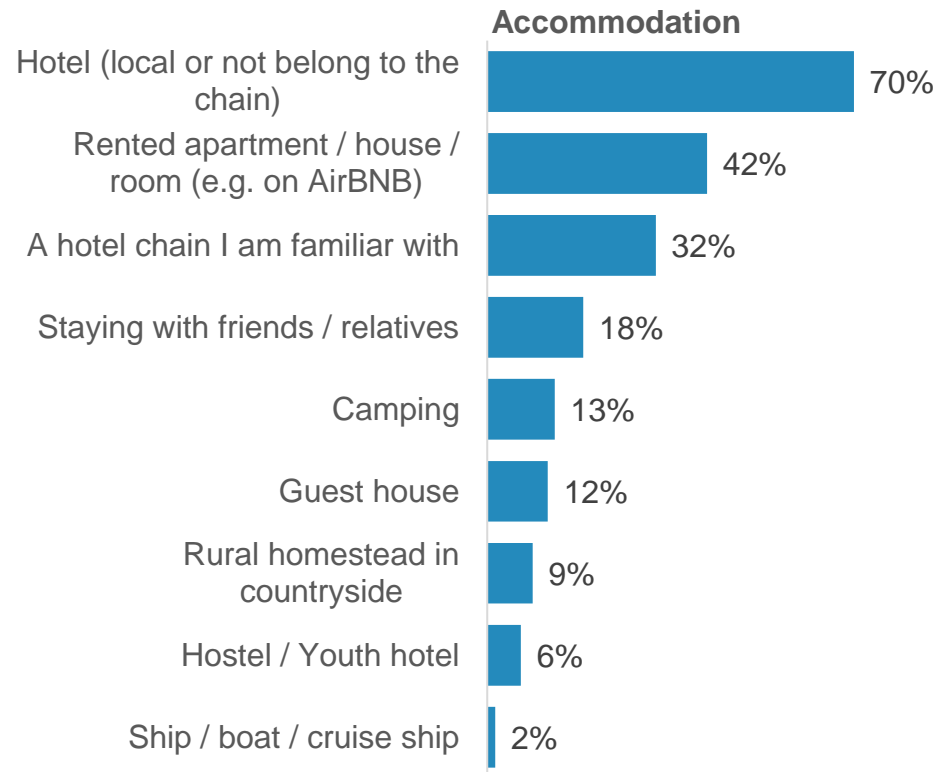 Accommodation
Hotel (local or not belong to the
chain)
70%
Rented apartment / house /
room (e.g. on AirBNB)
42%
A hotel chain I am familiar with
32%
Staying with friends / relatives
18%
Camping
13%
Guest house
12%
Rural homestead in
countryside
9%
Hostel / Youth hotel
6%
Ship / boat / cruise ship
2%